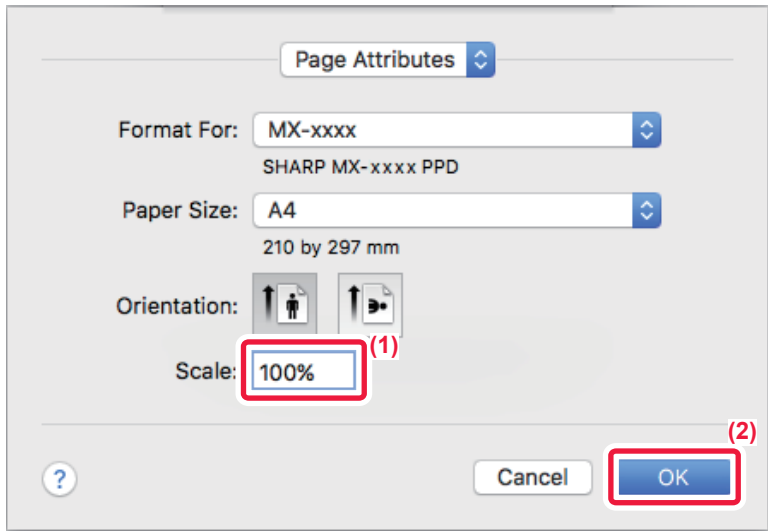 Page Attributes
Format For: MX-xxxx
SHARP MX-xxxx PPD
Paper Size: A4
210 by 297 mm
Orientation:
(1)
Scale: 100%
(2)
? Cancel OK